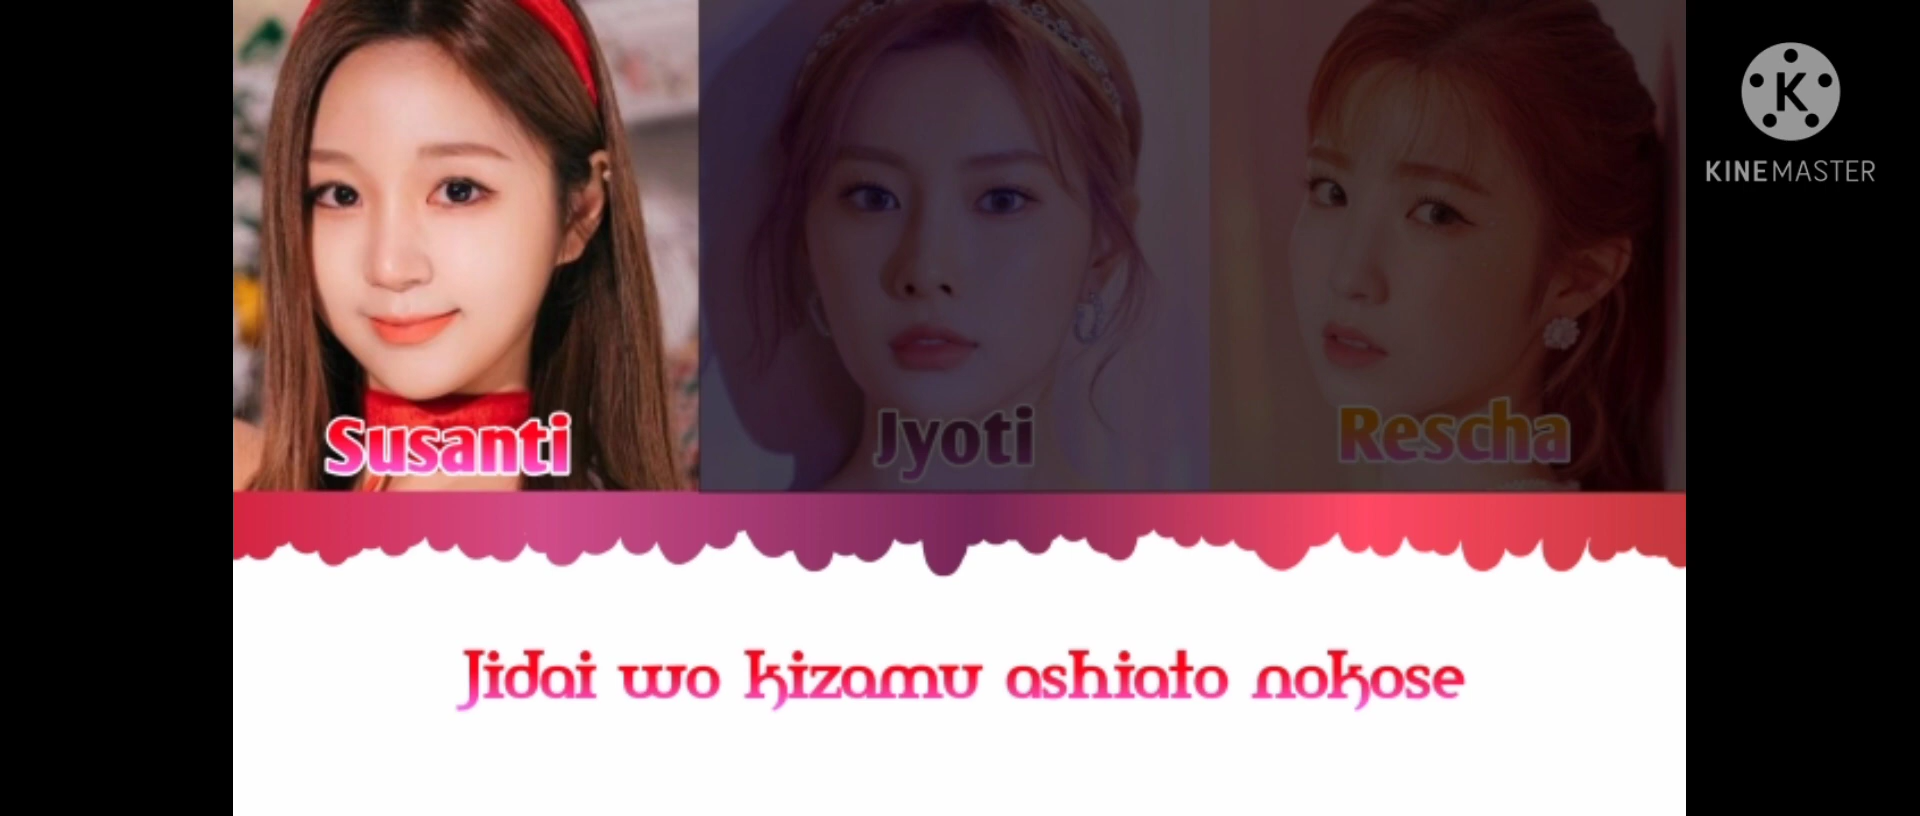 K
KINEMASTER
Susanti
Jyoti
Rescha
Jidai wo kizamu ashiato nokose